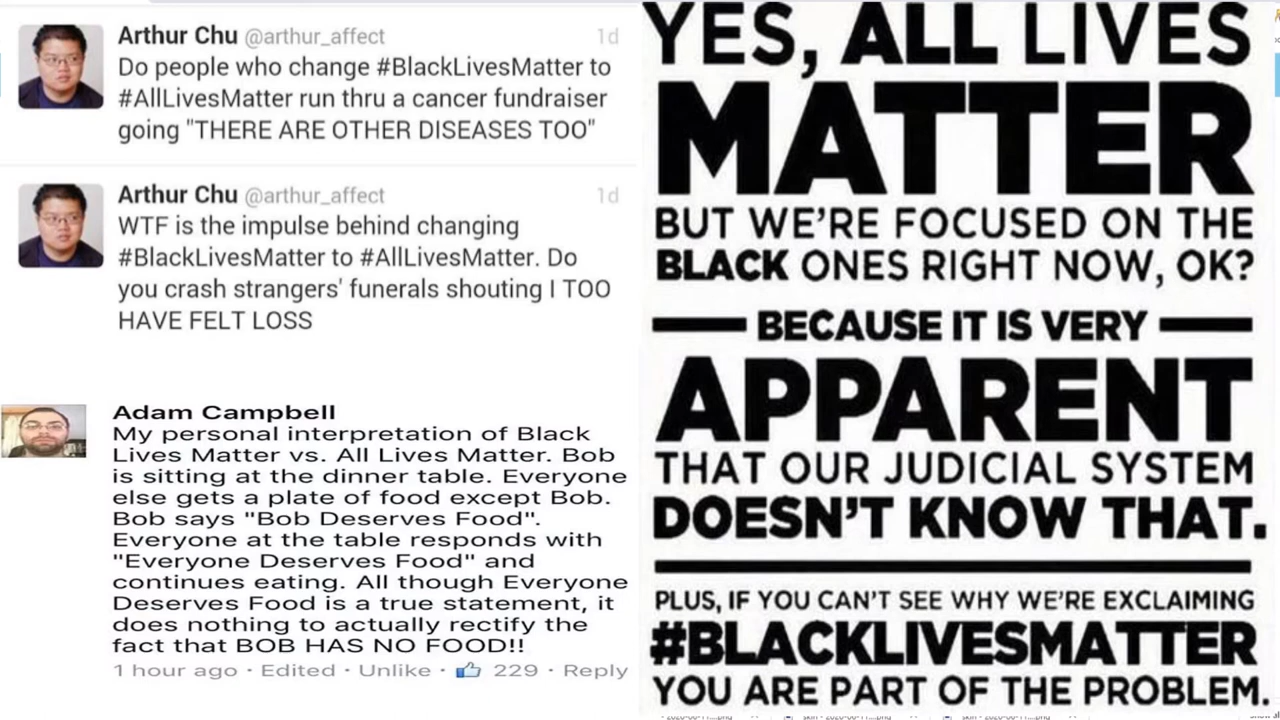 Arthur Chu @arthur_affect 1d
Do people who change #BlackLivesMatter to
#AllLivesMatter run thru a cancer fundraiser
going "THERE ARE OTHER DISEASES TOO"
Arthur Chu @arthur_affect 1d
WTF is the impulse behind changing
#BlackLivesMatter to #AllLivesMatter. Do
you crash strangers' funerals shouting I TOO
HAVE FELT LOSS
Adam Campbell
My personal interpretation of Black
Lives Matter vs. All Lives Matter. Bob
is sitting at the dinner table. Everyone
else gets a plate of food except Bob.
Bob says "Bob Deserves Food".
Everyone at the table responds with
"Everyone Deserves Food" and
continues eating. All though Everyone
Deserves Food is a true statement, it
does nothing to actually rectify the
fact that BOB HAS NO FOOD!!
1 hour ago · Edited · Unlike · 229 · Reply
YES, ALL LIVES
MATTER
BUT WE'RE FOCUSED ON THE
BLACK ONES RIGHT NOW, OK?
BECAUSE IT IS VERY
APPARENT
THAT OUR JUDICIAL SYSTEM
DOESN'T KNOW THAT.
PLUS, IF YOU CAN'T SEE WHY WE'RE EXCLAIMING
#BLACKLIVESMATTER
YOU ARE PART OF THE PROBLEM.